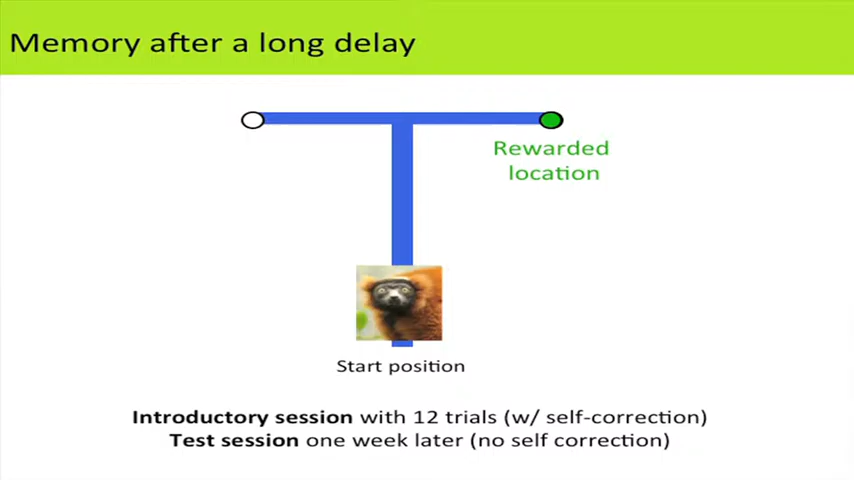 Memory after a long delay
Rewarded
location
Start position
Introductory session with 12 trials (w/ self-correction)
Test session one week later (no self correction)